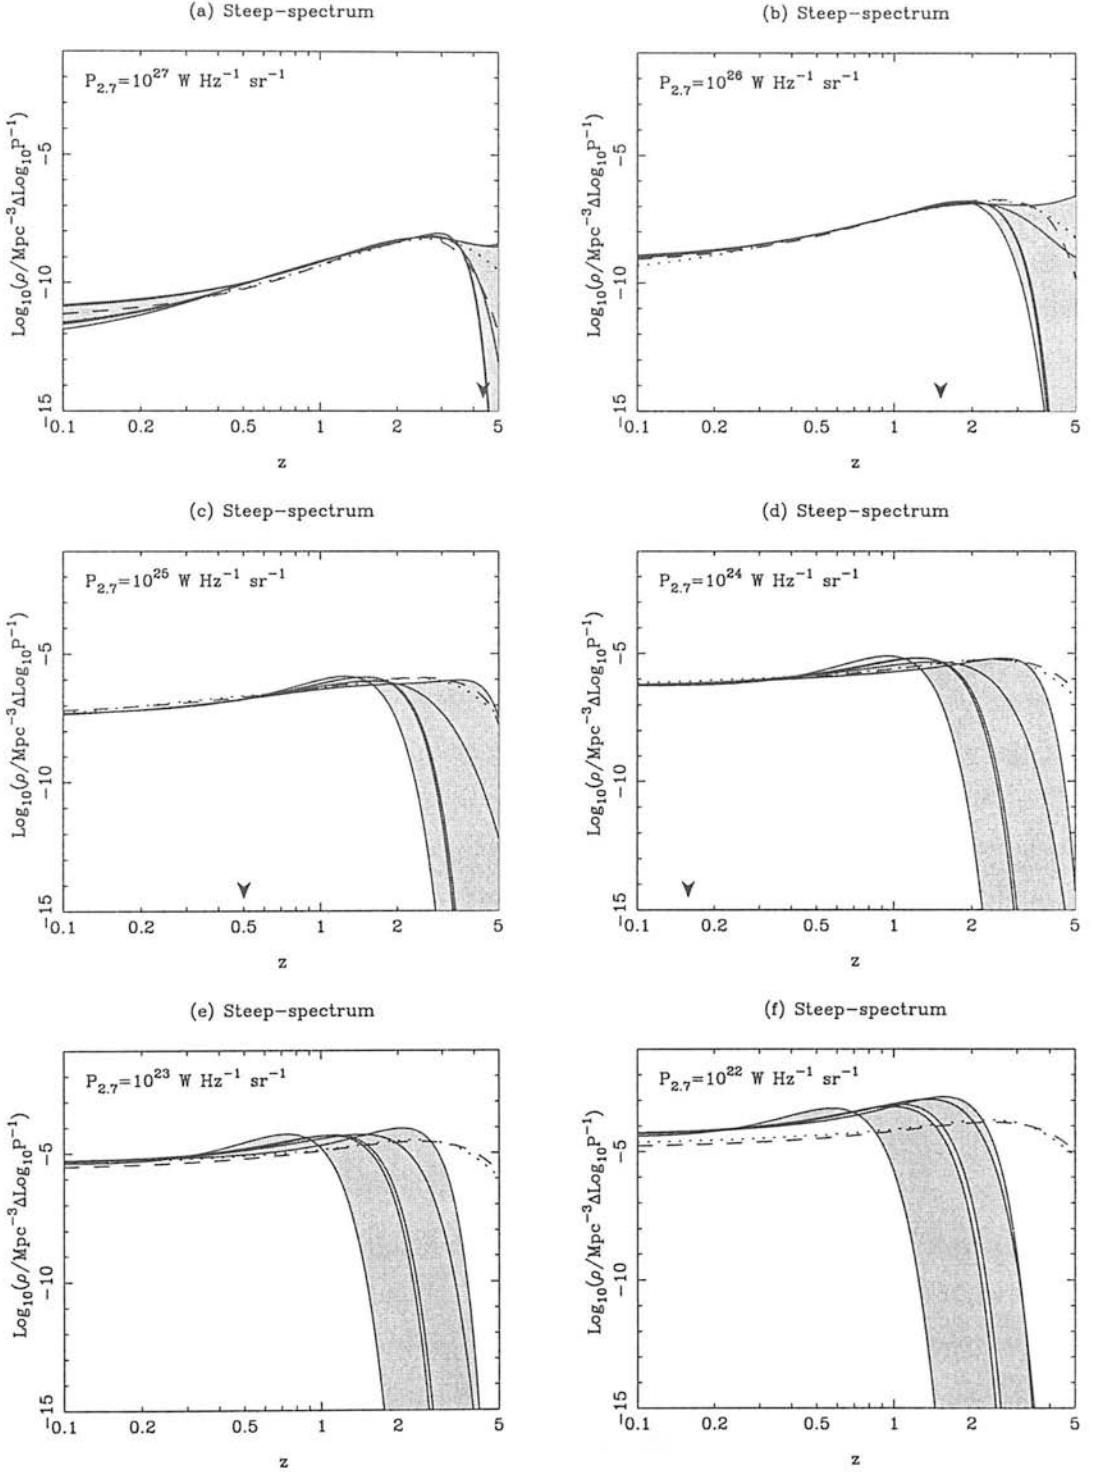 (a) Steep-spectrum
P2.7=10^27 W Hz^-1 sr^-1
Log10(ρ/Mpc^-3ΔLog10P^-1)
-5
-10
-15
0.1 0.2 0.5 1 2 5
z
(b) Steep-spectrum
P2.7=10^26 W Hz^-1 sr^-1
Log10(ρ/Mpc^-3ΔLog10P^-1)
-5
-10
-15
0.1 0.2 0.5 1 2 5
z
(c) Steep-spectrum
P2.7=10^25 W Hz^-1 sr^-1
Log10(ρ/Mpc^-3ΔLog10P^-1)
-5
-10
-15
0.1 0.2 0.5 1 2 5
z
(d) Steep-spectrum
P2.7=10^24 W Hz^-1 sr^-1
Log10(ρ/Mpc^-3ΔLog10P^-1)
-5
-10
-15
0.1 0.2 0.5 1 2 5
z
(e) Steep-spectrum
P2.7=10^23 W Hz^-1 sr^-1
Log10(ρ/Mpc^-3ΔLog10P^-1)
-5
-10
-15
0.1 0.2 0.5 1 2 5
z
(f) Steep-spectrum
P2.7=10^22 W Hz^-1 sr^-1
Log10(ρ/Mpc^-3ΔLog10P^-1)
-5
-10
-15
0.1 0.2 0.5 1 2 5
z